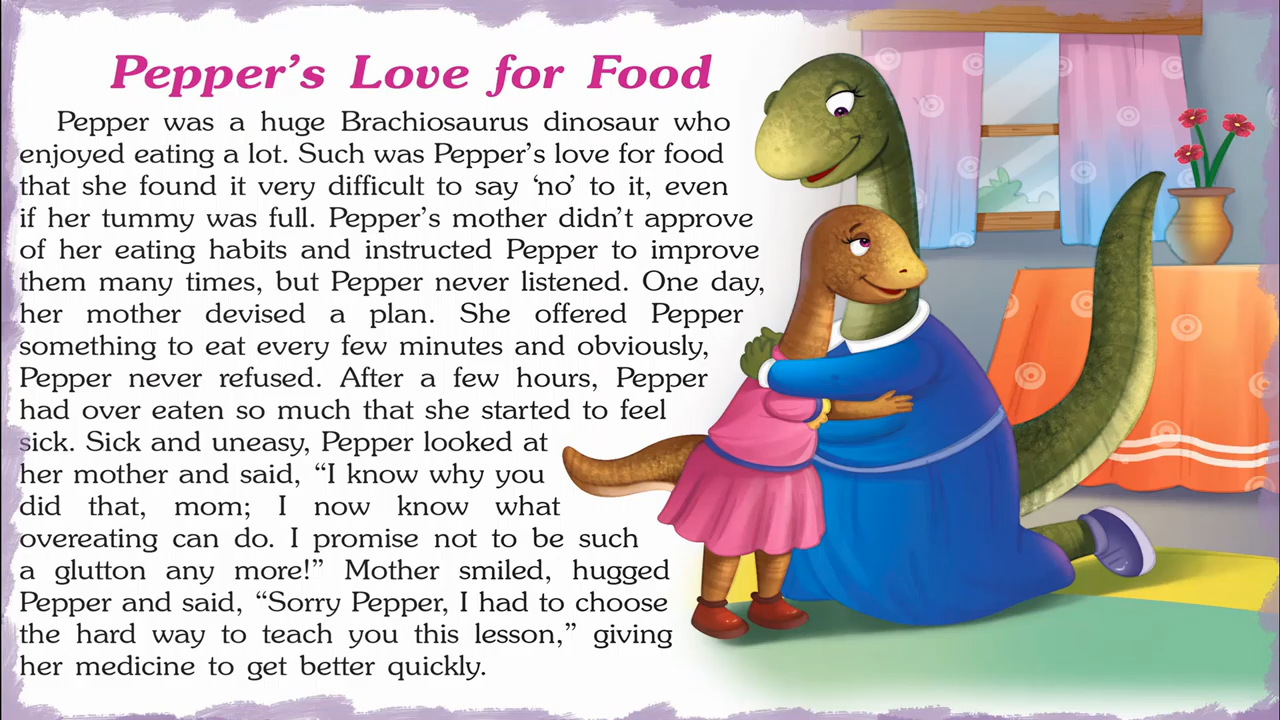 Pepper's Love for Food
Pepper was a huge Brachiosaurus dinosaur who
enjoyed eating a lot. Such was Pepper's love for food
that she found it very difficult to say ‘no’ to it, even
if her tummy was full. Pepper's mother didn't approve
of her eating habits and instructed Pepper to improve
them many times, but Pepper never listened. One day,
her mother devised a plan. She offered Pepper
something to eat every few minutes and obviously,
Pepper never refused. After a few hours, Pepper
had over eaten so much that she started to feel
sick. Sick and uneasy, Pepper looked at
her mother and said, “I know why you
did that, mom; I now know what
overeating can do. I promise not to be such
a glutton any more!” Mother smiled, hugged
Pepper and said, “Sorry Pepper, I had to choose
the hard way to teach you this lesson,” giving
her medicine to get better quickly.